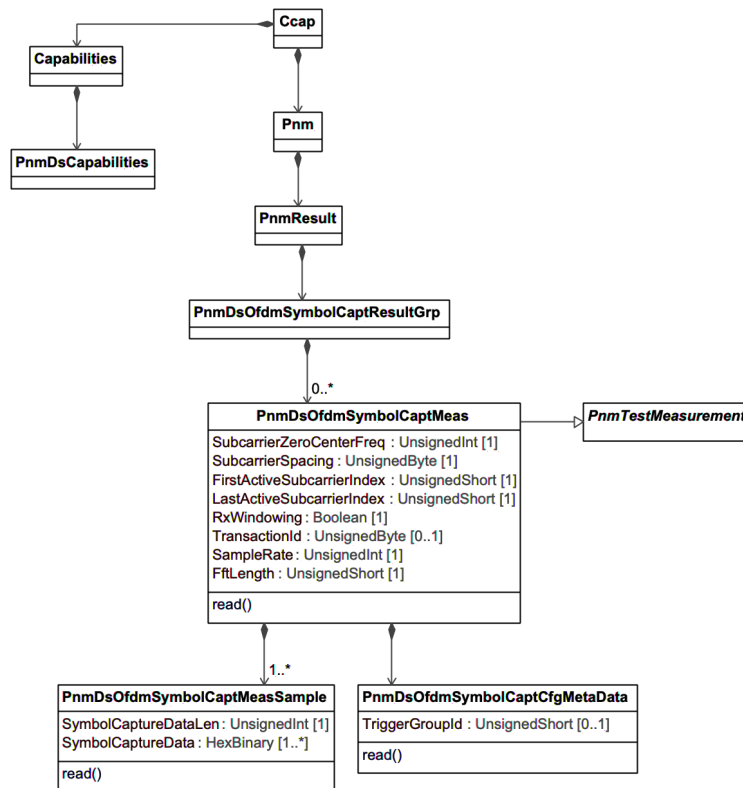 Ccap
Capabilities
Pnm
PnmDsCapabilities
PnmResult
PnmDsOfdmSymbolCaptResultGrp
0..*
PnmDsOfdmSymbolCaptMeas
SubcarrierZeroCenterFreq : UnsignedInt [1]
SubcarrierSpacing : UnsignedByte [1]
FirstActiveSubcarrierIndex : UnsignedShort [1]
LastActiveSubcarrierIndex : UnsignedShort [1]
RxWindowing : Boolean [1]
TransactionId : UnsignedByte [0..1]
SampleRate : UnsignedInt [1]
FftLength : UnsignedShort [1]
read()
PnmTestMeasurement
1..*
PnmDsOfdmSymbolCaptMeasSample
SymbolCaptureDataLen : UnsignedInt [1]
SymbolCaptureData : HexBinary [1..*]
read()
PnmDsOfdmSymbolCaptCfgMetaData
TriggerGroupId : UnsignedShort [0..1]
read()